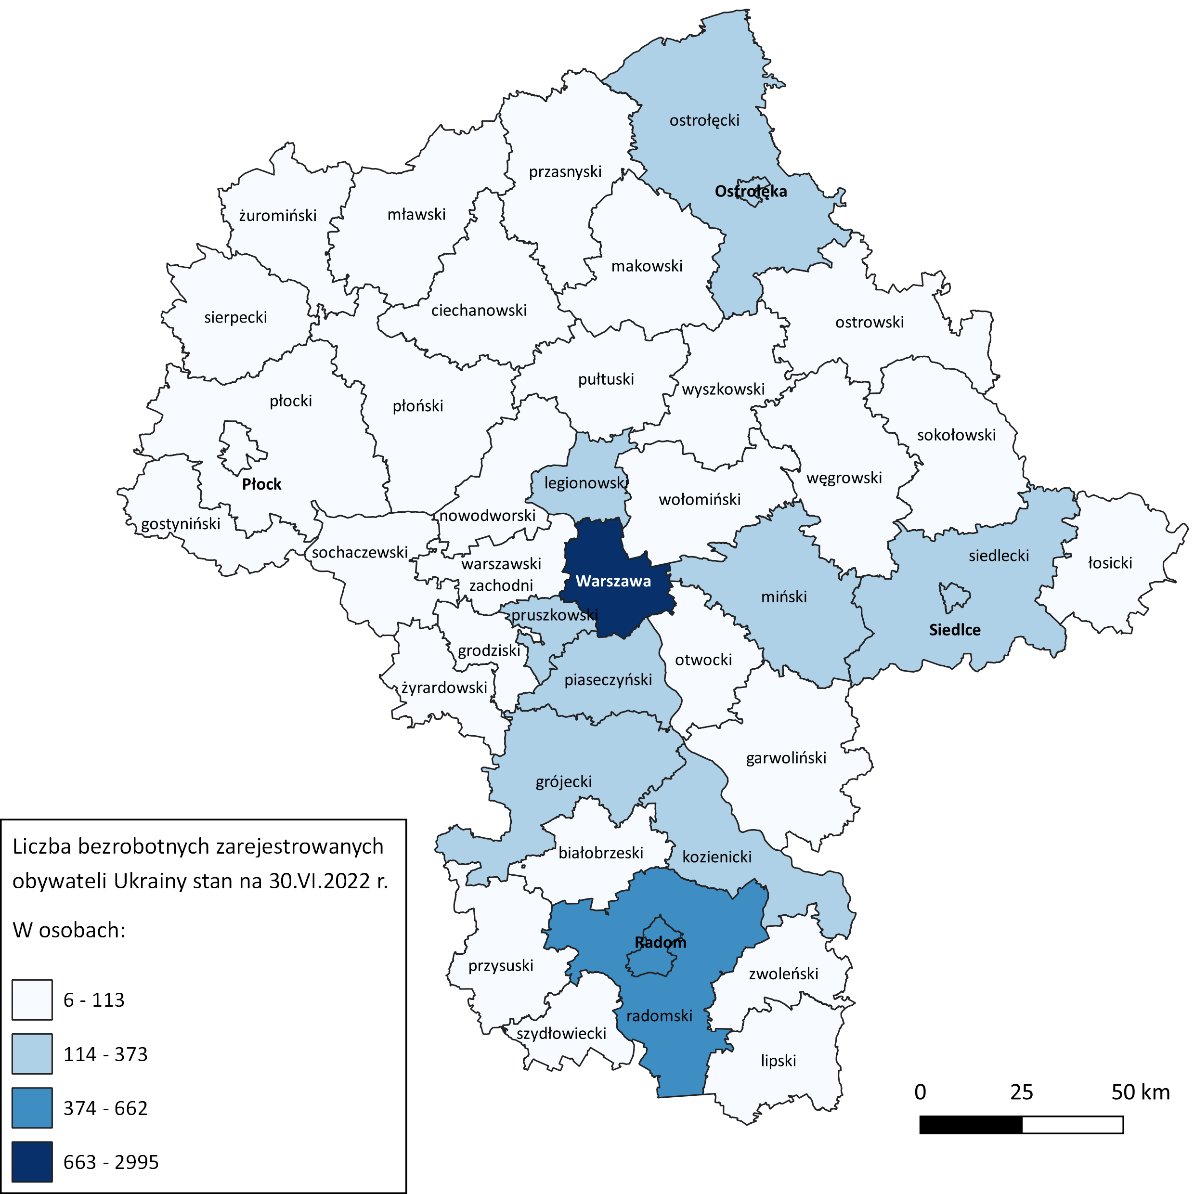 ostrołęcki
Ostrołęka
przasnyski
żuromiński
mławski
makowski
ciechanowski
sierpecki
ostrowski
pułtuski
wyszkowski
płocki
płoński
sokołowski
Płock
legionowski
wołomiński
węgrowski
gostyniński
nowodworski
sochaczewski
warszawski
zachodni
Warszawa
miński
siedlecki
łosicki
Siedlce
pruszkowski
grodziski
otwocki
piaseczyński
żyrardowski
garwoliński
grójecki
białobrzeski
kozienicki
Radom
przysuski
zwoleński
radomski
szydłowiecki
lipski
Liczba bezrobotnych zarejestrowanych
obywateli Ukrainy stan na 30.VI.2022 r.
W osobach:
6 - 113
114 - 373
374 - 662
663 - 2995
0 25 50 km